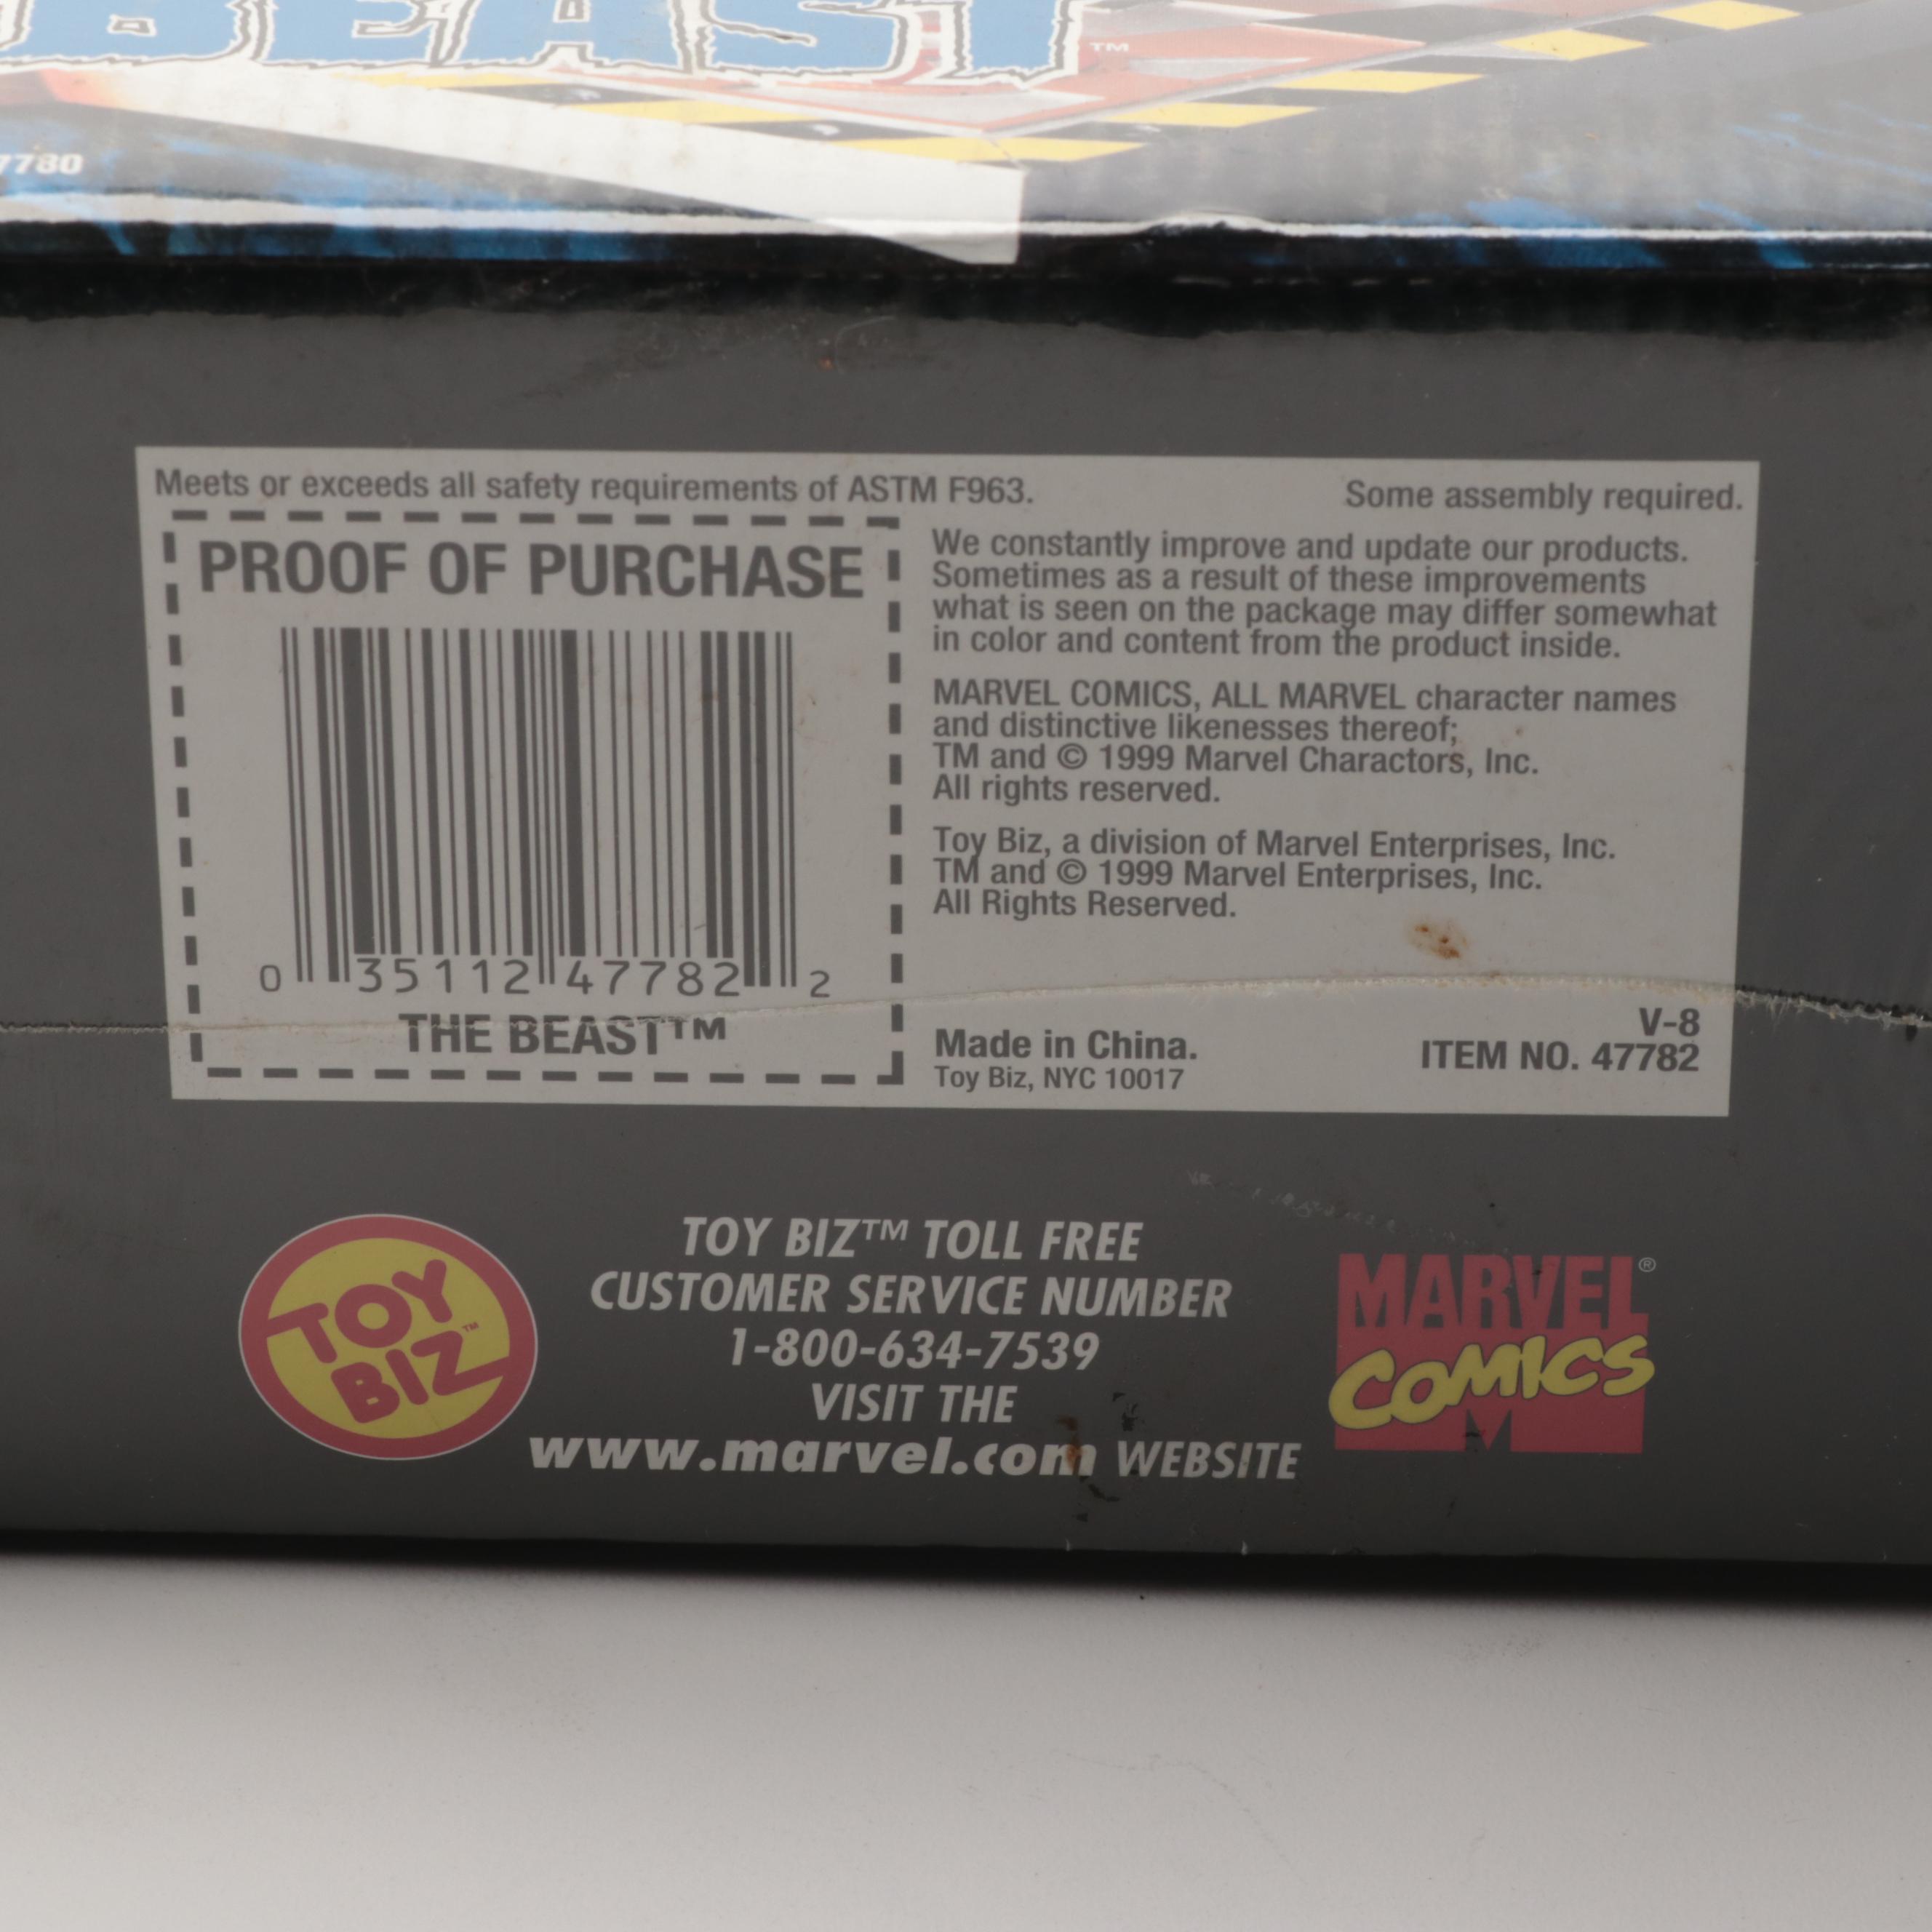 BEAST™
7780
Meets or exceeds all safety requirements of ASTM F963.
Some assembly required.
PROOF OF PURCHASE
0 35112 47782 2
THE BEAST™
We constantly improve and update our products.
Sometimes as a result of these improvements
what is seen on the package may differ somewhat
in color and content from the product inside.
MARVEL COMICS, ALL MARVEL character names
and distinctive likenesses thereof;
TM and © 1999 Marvel Charactors, Inc.
All rights reserved.
Toy Biz, a division of Marvel Enterprises, Inc.
TM and © 1999 Marvel Enterprises, Inc.
All Rights Reserved.
Made in China.
Toy Biz, NYC 10017
V-8
ITEM NO. 47782
TOY
BIZ™
TOY BIZ™ TOLL FREE
CUSTOMER SERVICE NUMBER
1-800-634-7539
VISIT THE
www.marvel.com WEBSITE
MARVEL®
COMICS
M